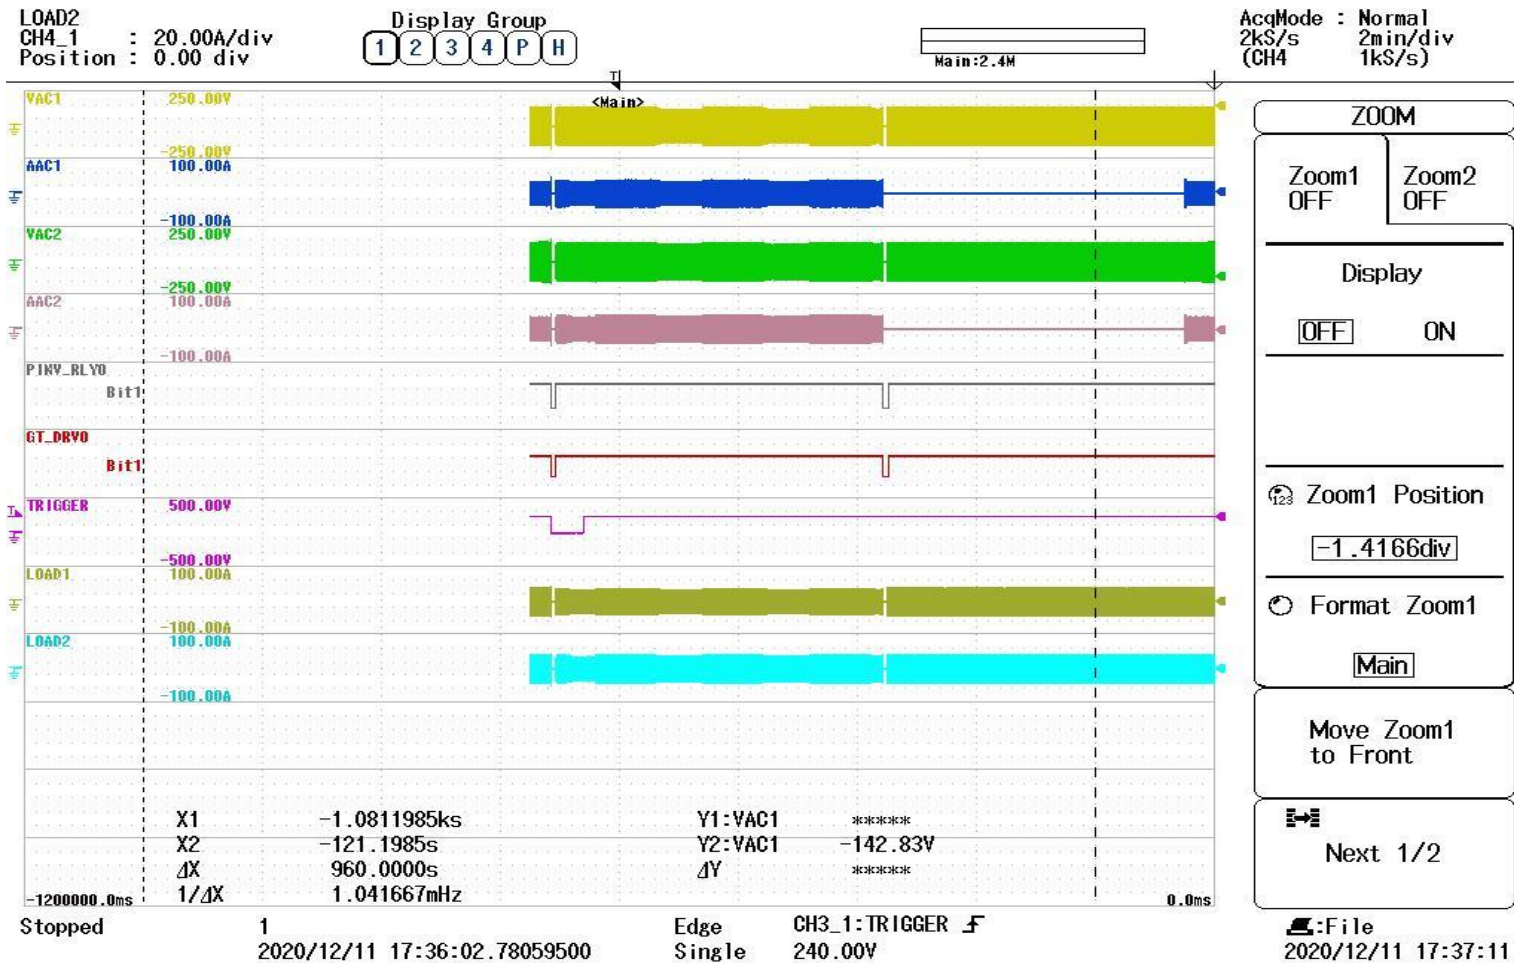 LOAD2
CH4_1 : 20.00A/div
Position : 0.00 div
Display Group
1 2 3 4 P H
Main:2.4M
AcqMode : Normal
2kS/s 2min/div
(CH4 1kS/s)
T
<Main>
VAC1 250.00V
-250.00V
AAC1 100.00A
-100.00A
VAC2 250.00V
-250.00V
AAC2 100.00A
-100.00A
PINV_RLYO
Bit1
GT_DRVO
Bit1
T
TRIGGER 500.00V
-500.00V
LOAD1 100.00A
-100.00A
LOAD2 100.00A
-100.00A
X1 -1.0811985ks Y1:VAC1 *****
X2 -121.1985s Y2:VAC1 -142.83V
ΔX 960.0000s ΔY *****
1/ΔX 1.041667mHz
-1200000.0ms 0.0ms
Stopped 1 Edge CH3_1:TRIGGER
2020/12/11 17:36:02.78059500 Single 240.00V
ZOOM
Zoom1 Zoom2
OFF OFF
Display
OFF ON
123 Zoom1 Position
-1.4166div
Format Zoom1
Main
Move Zoom1
to Front
Next 1/2
:File
2020/12/11 17:37:11